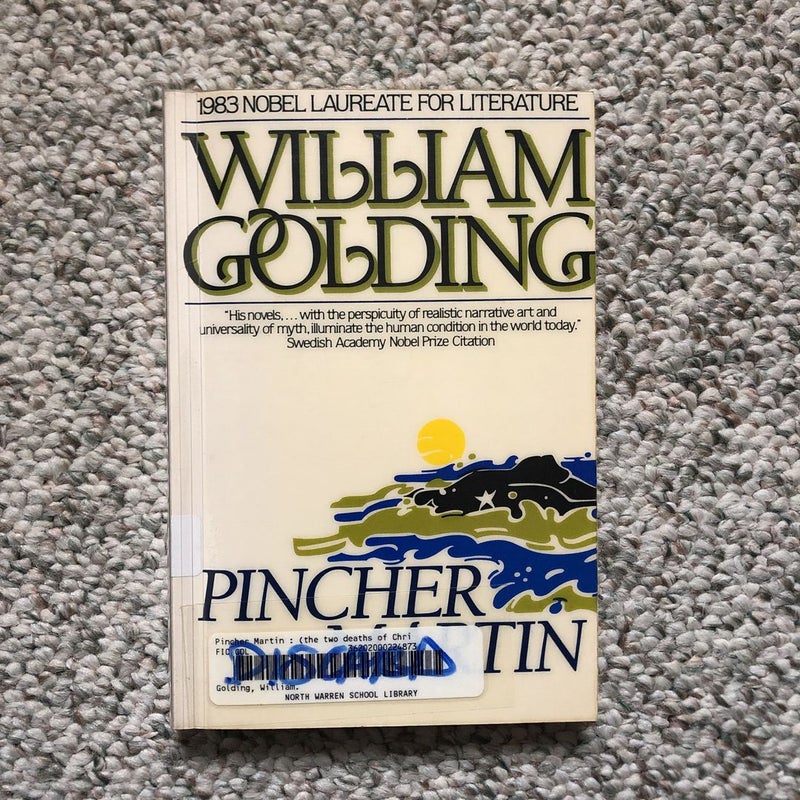 1983 NOBEL LAUREATE FOR LITERATURE
WILLIAM
GOLDING
"His novels, ... with the perspicuity of realistic narrative art and
universality of myth, illuminate the human condition in the world today."
Swedish Academy Nobel Prize Citation
PINCHER
MARTIN
Pincher Martin : (the two deaths of Chri
FIC GOL 36202000224873
DISCARDED
Golding, William.
NORTH WARREN SCHOOL LIBRARY